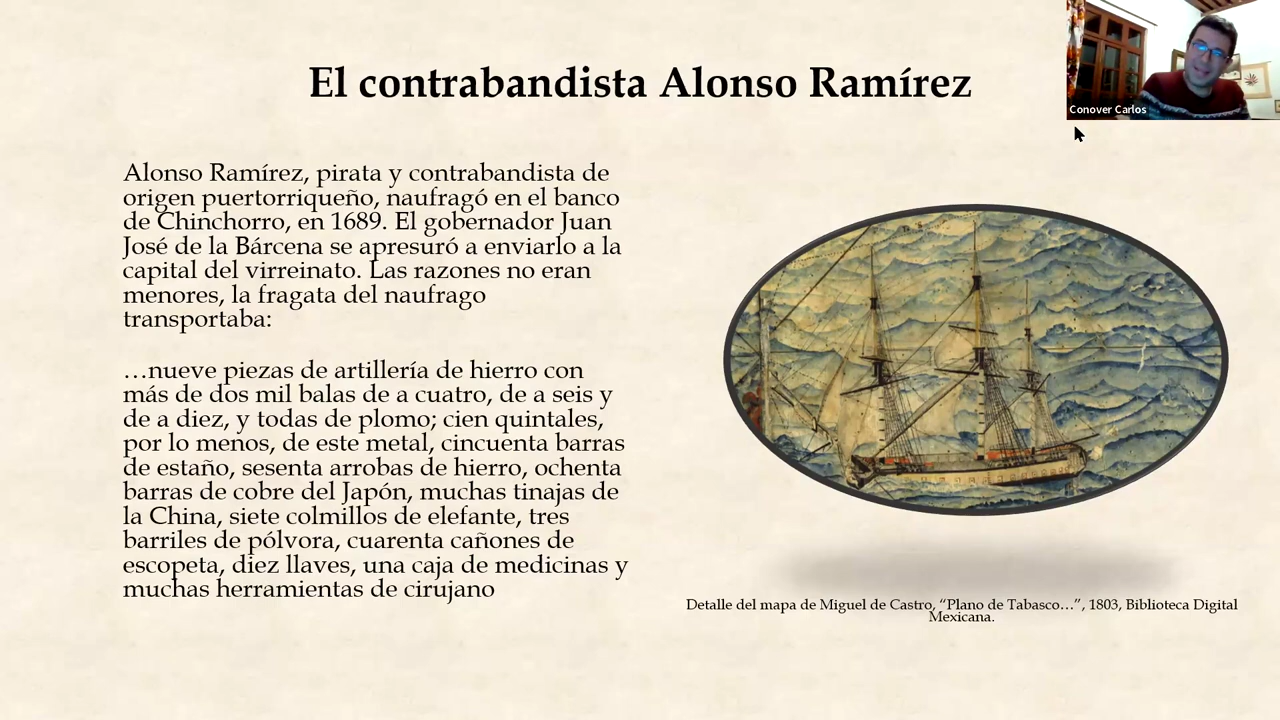 El contrabandista Alonso Ramírez
Conover Carlos
Alonso Ramírez, pirata y contrabandista de
origen puertorriqueño, naufragó en el banco
de Chinchorro, en 1689. El gobernador Juan
José de la Bárcena se apresuró a enviarlo a la
capital del virreinato. Las razones no eran
menores, la fragata del naufrago
transportaba:
…nueve piezas de artillería de hierro con
más de dos mil balas de a cuatro, de a seis y
de a diez, y todas de plomo; cien quintales,
por lo menos, de este metal, cincuenta barras
de estaño, sesenta arrobas de hierro, ochenta
barras de cobre del Japón, muchas tinajas de
la China, siete colmillos de elefante, tres
barriles de pólvora, cuarenta cañones de
escopeta, diez llaves, una caja de medicinas y
muchas herramientas de cirujano
Detalle del mapa de Miguel de Castro, “Plano de Tabasco…”, 1803, Biblioteca Digital
Mexicana.